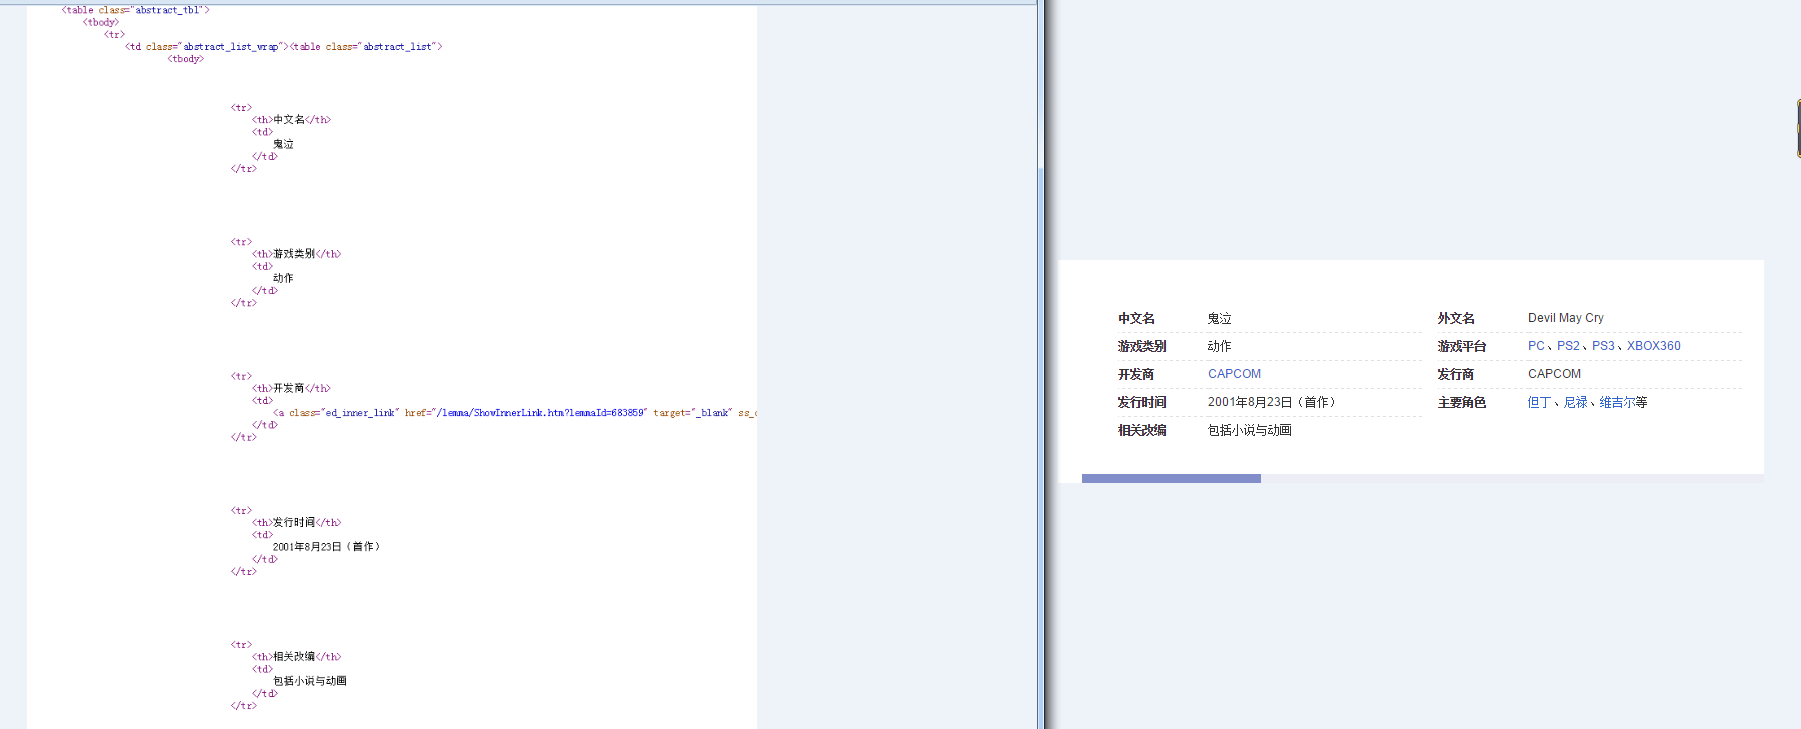 <table class="abstract_tbl">
<tbody>
<tr>
<td class="abstract_list_wrap"><table class="abstract_list">
<tbody>
<tr>
<th>中文名</th>
<td>
鬼泣
</td>
</tr>
<tr>
<th>游戏类别</th>
<td>
动作
</td>
</tr>
<tr>
<th>开发商</th>
<td>
<a class="ed_inner_link" href="/lemma/ShowInnerLink.htm?lemmaId=683859" target="_blank"
</td>
</tr>
<tr>
<th>发行时间</th>
<td>
2001年8月23日（首作）
</td>
</tr>
<tr>
<th>相关改编</th>
<td>
包括小说与动画
</td>
</tr>
中文名 鬼泣 外文名 Devil May Cry
游戏类别 动作 游戏平台 PC、PS2、PS3、XBOX360
开发商 CAPCOM 发行商 CAPCOM
发行时间 2001年8月23日（首作） 主要角色 但丁、尼禄、维吉尔等
相关改编 包括小说与动画